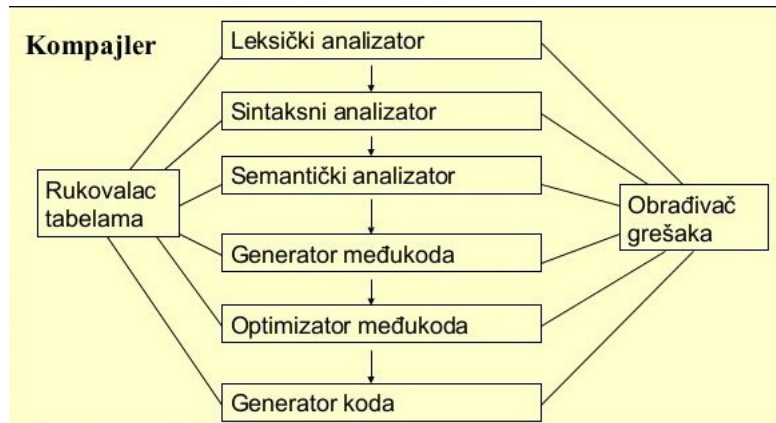 Kompajler
Leksički analizator
Sintaksni analizator
Semantički analizator
Rukovalac
tabelama
Obrađivač
grešaka
Generator međukoda
Optimizator međukoda
Generator koda